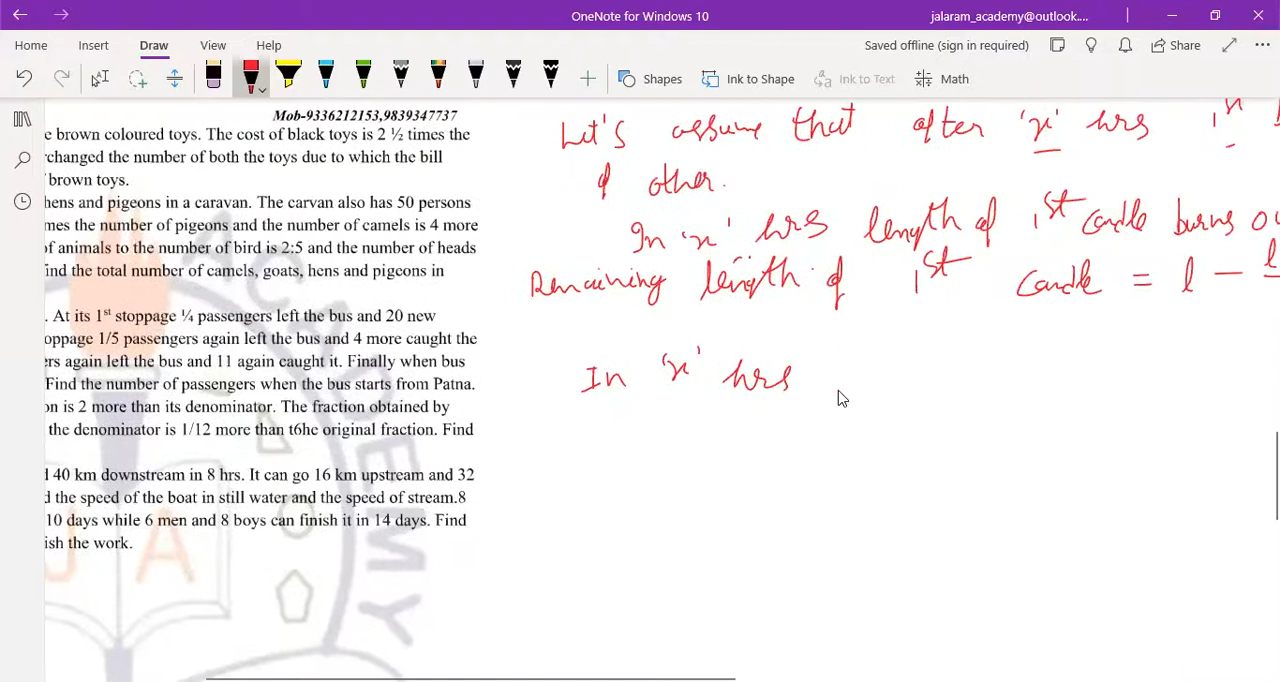 OneNote for Windows 10
jalaram_academy@outlook....
Home Insert Draw View Help
Saved offline (sign in required)
Share
Shapes Ink to Shape Ink to Text Math
Mob-9336212153,9839347737
e brown coloured toys. The cost of black toys is 2 ½ times the
rchanged the number of both the toys due to which the bill
brown toys.
hens and pigeons in a caravan. The carvan also has 50 persons
mes the number of pigeons and the number of camels is 4 more
of animals to the number of bird is 2:5 and the number of heads
ind the total number of camels, goats, hens and pigeons in
. At its 1st stoppage ¼ passengers left the bus and 20 new
oppage 1/5 passengers again left the bus and 4 more caught the
ers again left the bus and 11 again caught it. Finally when bus
Find the number of passengers when the bus starts from Patna.
on is 2 more than its denominator. The fraction obtained by
the denominator is 1/12 more than t6he original fraction. Find
d 40 km downstream in 8 hrs. It can go 16 km upstream and 32
d the speed of the boat in still water and the speed of stream.8
10 days while 6 men and 8 boys can finish it in 14 days. Find
ish the work.
ACADEMY
JA
Let's assume that after 'x' hrs
of other.
In 'x' hrs length of 1st candle burns
Remaining length of 1st candle = l -
In 'x' hrs